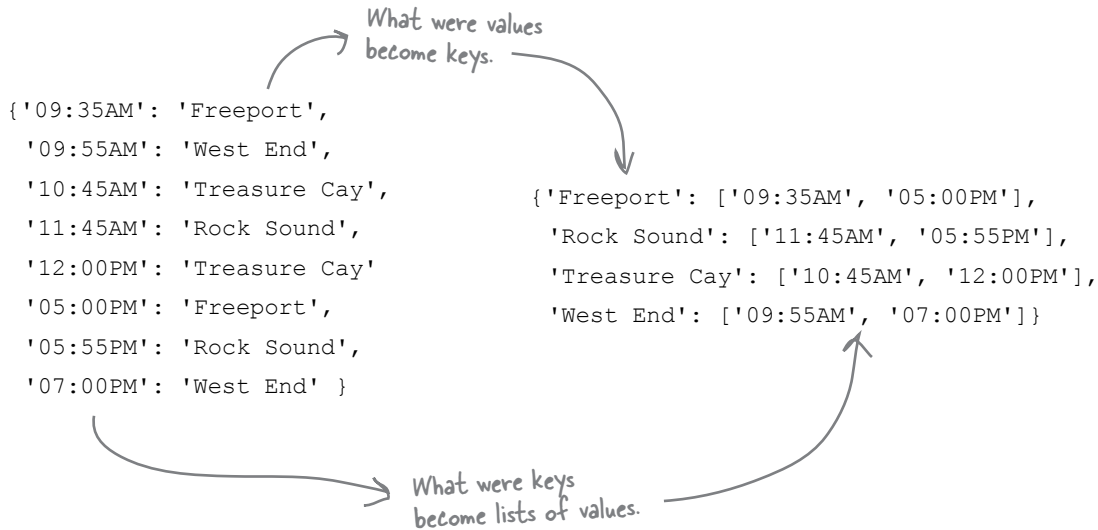 What were values
become keys.
{'09:35AM': 'Freeport',
'09:55AM': 'West End',
'10:45AM': 'Treasure Cay',
'11:45AM': 'Rock Sound',
'12:00PM': 'Treasure Cay'
'05:00PM': 'Freeport',
'05:55PM': 'Rock Sound',
'07:00PM': 'West End' }
{'Freeport': ['09:35AM', '05:00PM'],
'Rock Sound': ['11:45AM', '05:55PM'],
'Treasure Cay': ['10:45AM', '12:00PM'],
'West End': ['09:55AM', '07:00PM']}
What were keys
become lists of values.